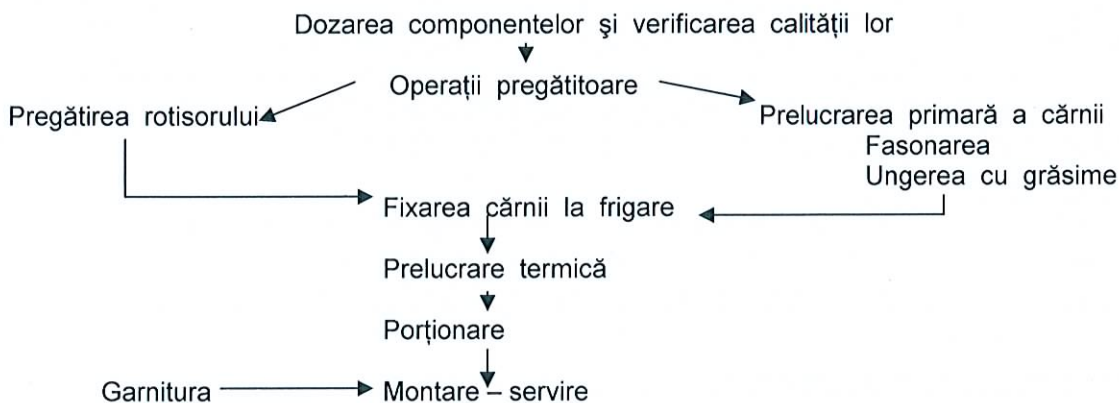 Dozarea componentelor şi verificarea calităţii lor
Operaţii pregătitoare
Pregătirea rotisorului
Prelucrarea primară a cărnii
Fasonarea
Ungerea cu grăsime
Fixarea cărnii la frigare
Prelucrare termică
Porţionare
Garnitura
Montare – servire